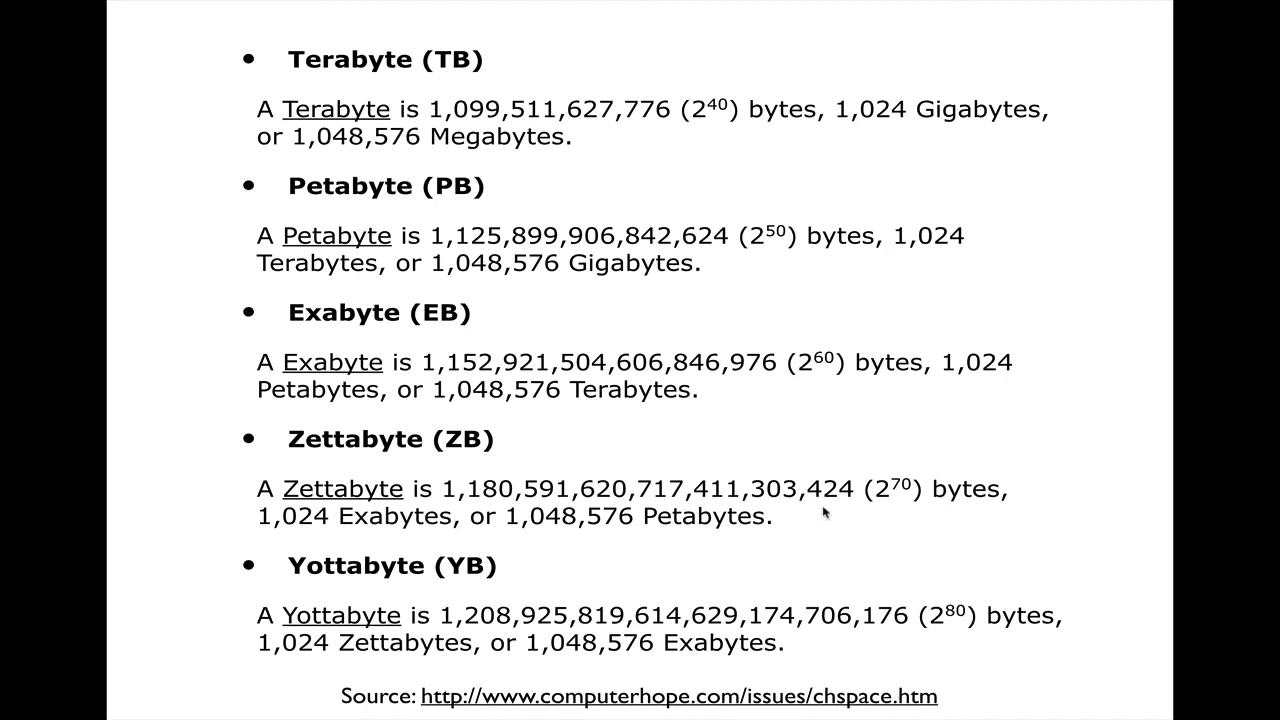 • Terabyte (TB)
A Terabyte is 1,099,511,627,776 (2⁴⁰) bytes, 1,024 Gigabytes,
or 1,048,576 Megabytes.
• Petabyte (PB)
A Petabyte is 1,125,899,906,842,624 (2⁵⁰) bytes, 1,024
Terabytes, or 1,048,576 Gigabytes.
• Exabyte (EB)
A Exabyte is 1,152,921,504,606,846,976 (2⁶⁰) bytes, 1,024
Petabytes, or 1,048,576 Terabytes.
• Zettabyte (ZB)
A Zettabyte is 1,180,591,620,717,411,303,424 (2⁷⁰) bytes,
1,024 Exabytes, or 1,048,576 Petabytes.
• Yottabyte (YB)
A Yottabyte is 1,208,925,819,614,629,174,706,176 (2⁸⁰) bytes,
1,024 Zettabytes, or 1,048,576 Exabytes.
Source: http://www.computerhope.com/issues/chspace.htm